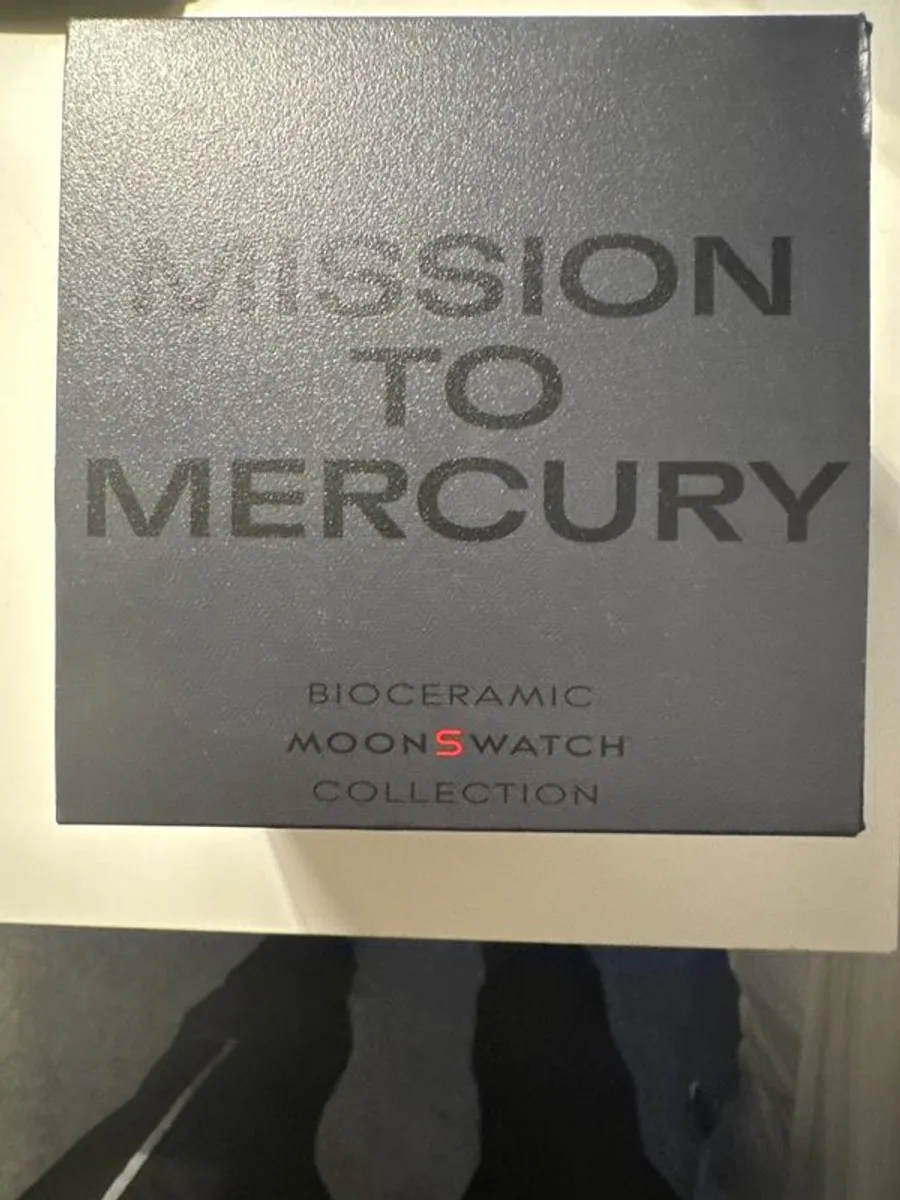 MISSION
TO
MERCURY
BIOCERAMIC
MOONSWATCH
COLLECTION